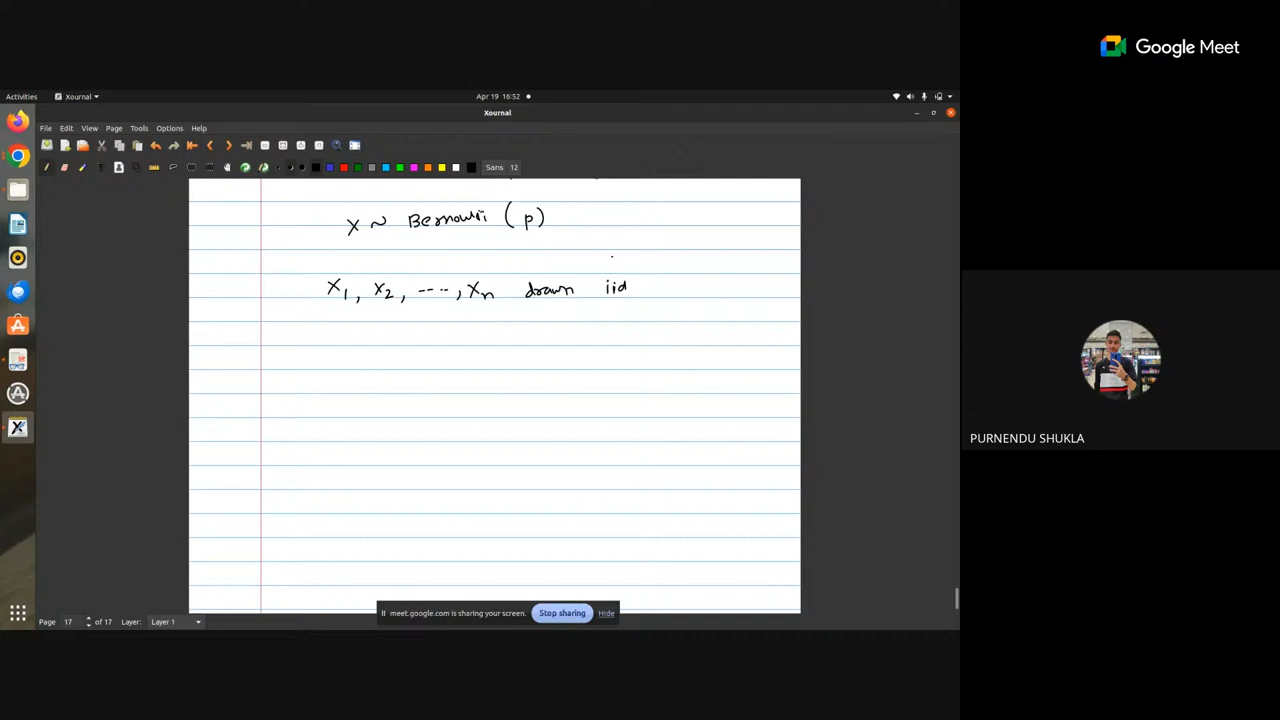 Google Meet
Activities Xournal Apr 19 16:52
Xournal
File Edit View Page Tools Options Help
Sans 12
X ~ Bernoulli (p)
X1, X2, ----, Xn drawn iid
PURNENDU SHUKLA
meet.google.com is sharing your screen. Stop sharing Hide
Page 17 of 17 Layer: Layer 1